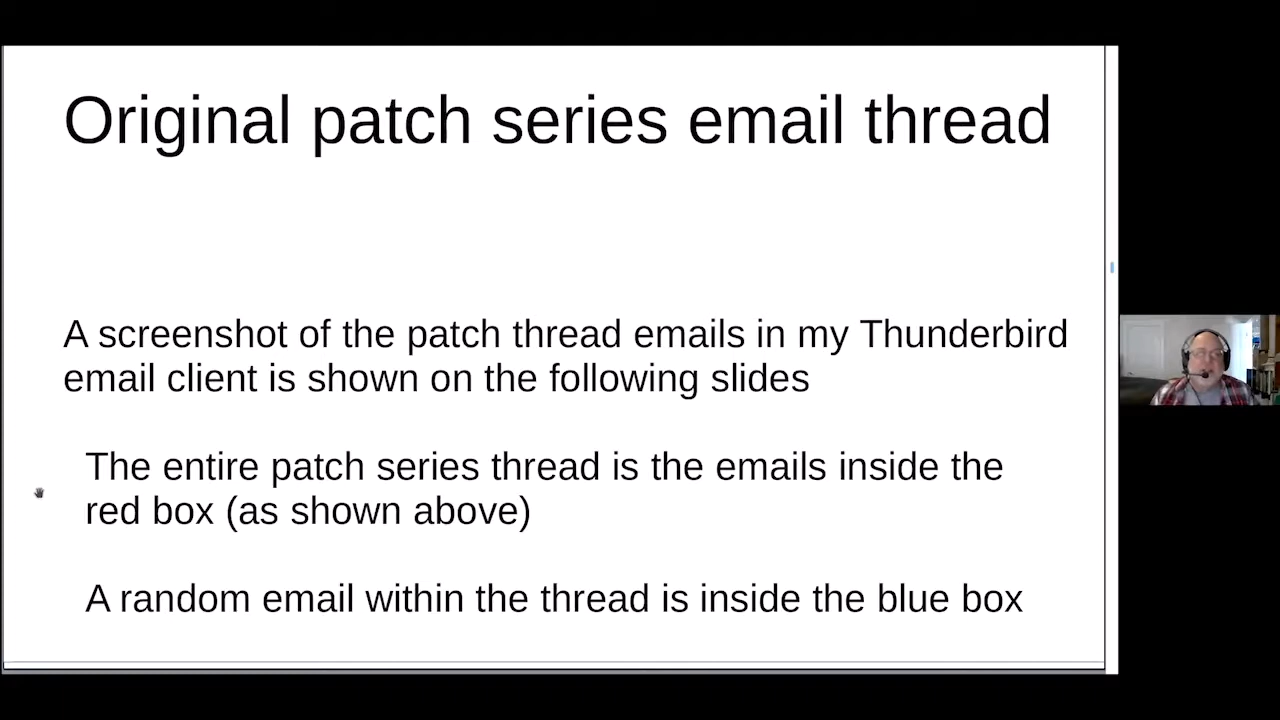 Original patch series email thread
A screenshot of the patch thread emails in my Thunderbird
email client is shown on the following slides
The entire patch series thread is the emails inside the
red box (as shown above)
A random email within the thread is inside the blue box